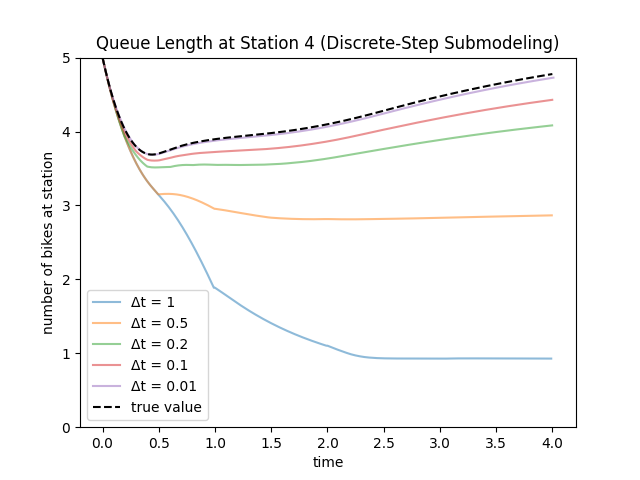 Queue Length at Station 4 (Discrete-Step Submodeling)
number of bikes at station
5
4
3
2
1
0
Δt = 1
Δt = 0.5
Δt = 0.2
Δt = 0.1
Δt = 0.01
true value
0.0 0.5 1.0 1.5 2.0 2.5 3.0 3.5 4.0
time